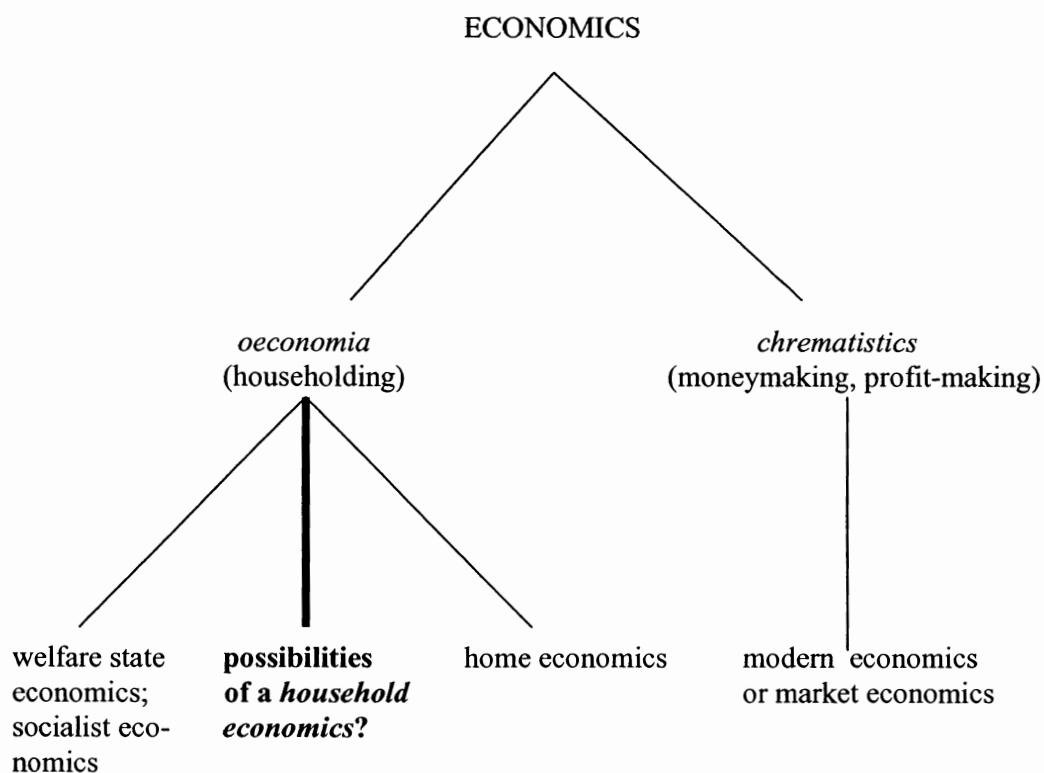 ECONOMICS
oeconomia
(householding)
chrematistics
(moneymaking, profit-making)
welfare state
economics;
socialist eco-
nomics
possibilities
of a household
economics?
home economics
modern economics
or market economics